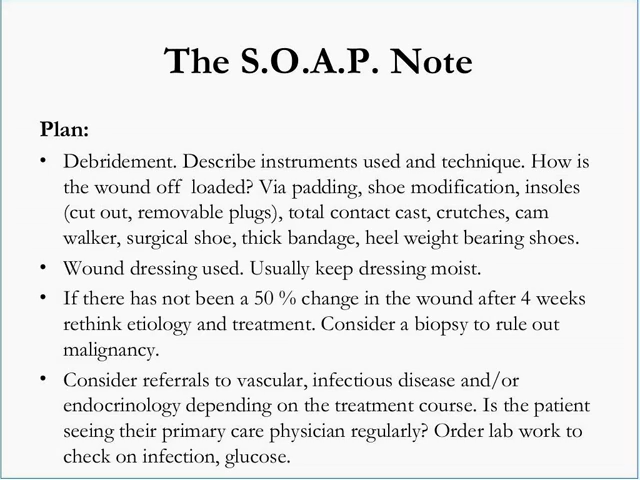 The S.O.A.P. Note
Plan:
• Debridement. Describe instruments used and technique. How is
the wound off loaded? Via padding, shoe modification, insoles
(cut out, removable plugs), total contact cast, crutches, cam
walker, surgical shoe, thick bandage, heel weight bearing shoes.
• Wound dressing used. Usually keep dressing moist.
• If there has not been a 50 % change in the wound after 4 weeks
rethink etiology and treatment. Consider a biopsy to rule out
malignancy.
• Consider referrals to vascular, infectious disease and/or
endocrinology depending on the treatment course. Is the patient
seeing their primary care physician regularly? Order lab work to
check on infection, glucose.